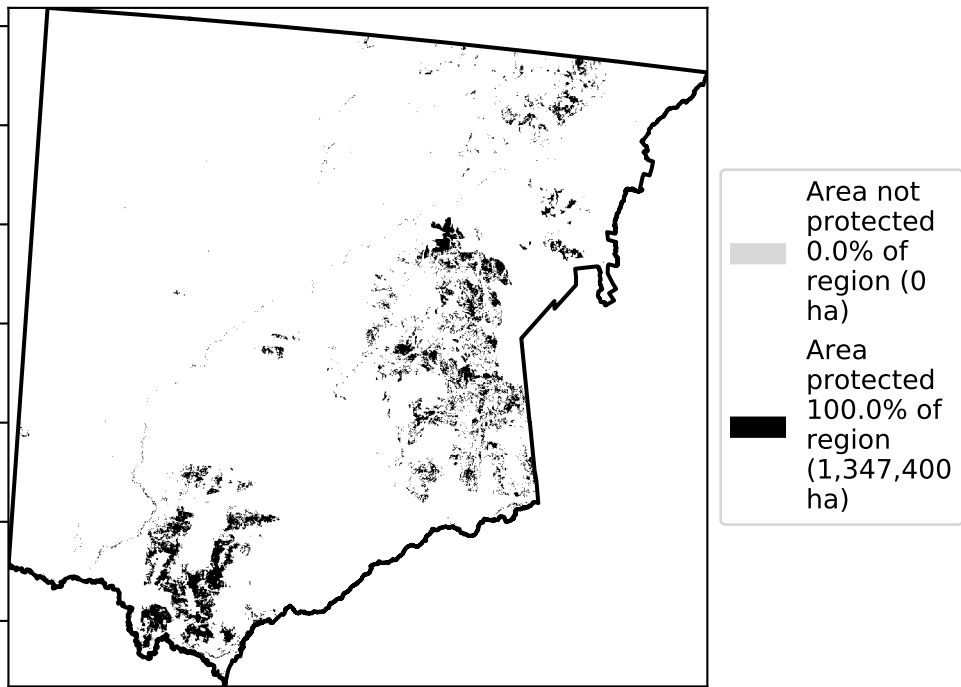 Area not
protected
0.0% of
region (0
ha)
Area
protected
100.0% of
region
(1,347,400
ha)